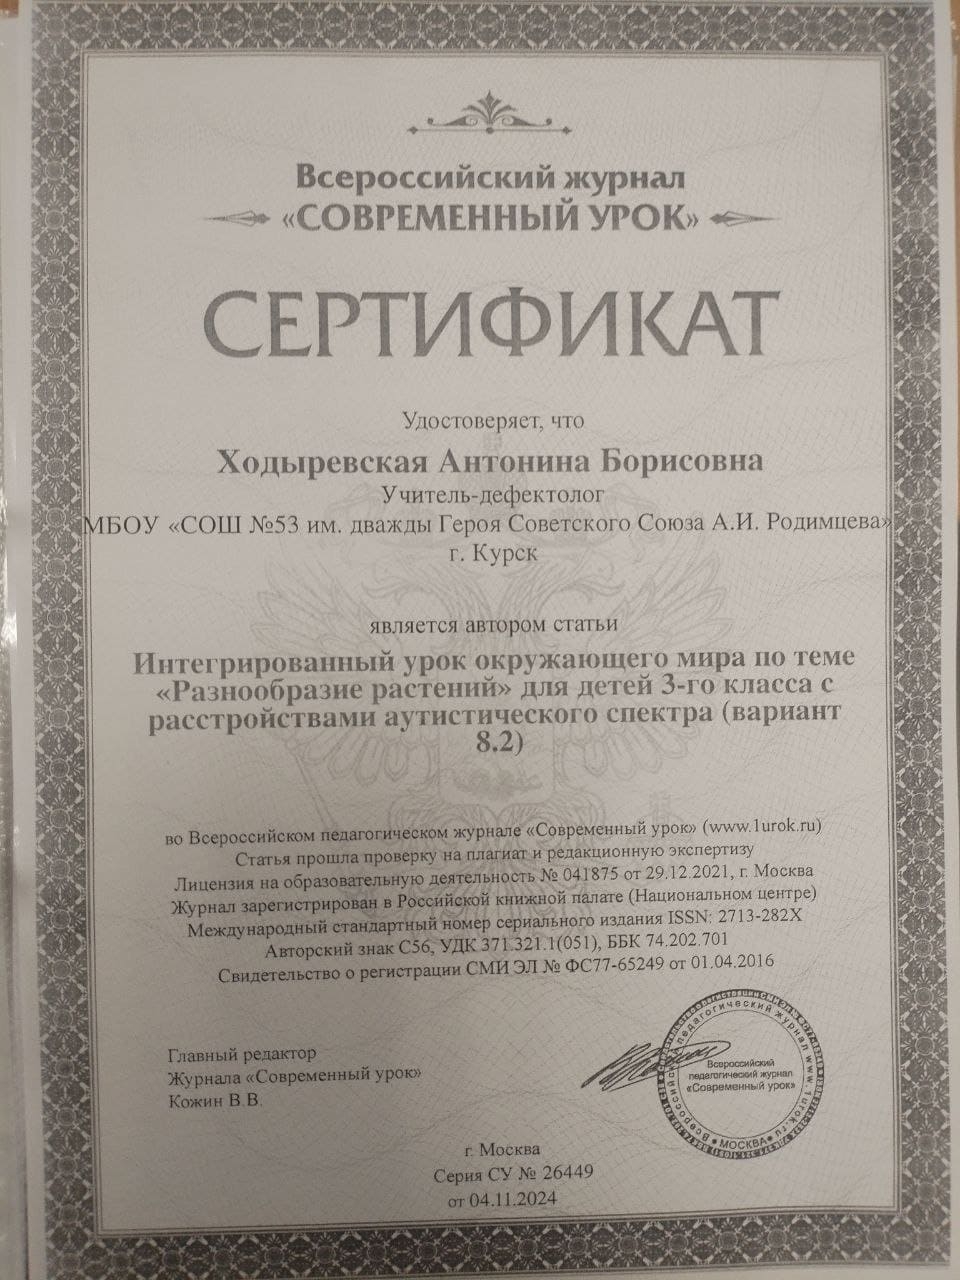 Всероссийский журнал
«СОВРЕМЕННЫЙ УРОК»
СЕРТИФИКАТ
Удостоверяет, что
Ходыревская Антонина Борисовна
Учитель-дефектолог
МБОУ «СОШ №53 им. дважды Героя Советского Союза А.И. Родимцева»
г. Курск
является автором статьи
Интегрированный урок окружающего мира по теме
«Разнообразие растений» для детей 3-го класса с
расстройствами аутистического спектра (вариант
8.2)
во Всероссийском педагогическом журнале «Современный урок» (www.1urok.ru)
Статья прошла проверку на плагиат и редакционную экспертизу
Лицензия на образовательную деятельность № 041875 от 29.12.2021, г. Москва
Журнал зарегистрирован в Российской книжной палате (Национальном центре)
Международный стандартный номер сериального издания ISSN: 2713-282X
Авторский знак С56, УДК 371.321.1(051), ББК 74.202.701
Свидетельство о регистрации СМИ ЭЛ № ФС77-65249 от 01.04.2016
Главный редактор
Журнала «Современный урок»
Кожин В.В.
Всероссийский педагогический журнал www.1urok.ru
Всероссийский
педагогический журнал
«Современный урок»
МОСКВА
г. Москва
Серия СУ № 26449
от 04.11.2024